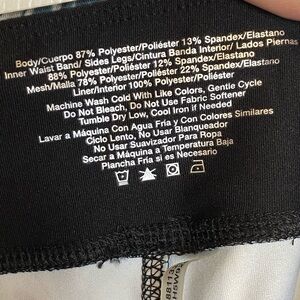 Body/Cuerpo 87% Polyester/Poliéster 13% Spandex/Elastano
Inner Waist Band/ Sides Legs/Cintura Banda Interior/ Lados Piernas
88% Polyester/Poliéster 12% Spandex/Elastano
Mesh/Malla 78% Polyester/Poliéster 22% Spandex/Elastano
Liner/Interior 100% Polyester/Poliéster
Machine Wash Cold With Like Colors, Gentle Cycle
Do Not Bleach, Do Not Use Fabric Softener
Tumble Dry Low, Cool Iron if Needed
Lavar a Máquina Con Agua Fria y Con Colores Similares
Ciclo Lento, No Usar Blanqueador
No Usar Suavizador Para Ropa
Secar a Máquina a Temperatura Baja
Plancha Fria si es Necesario